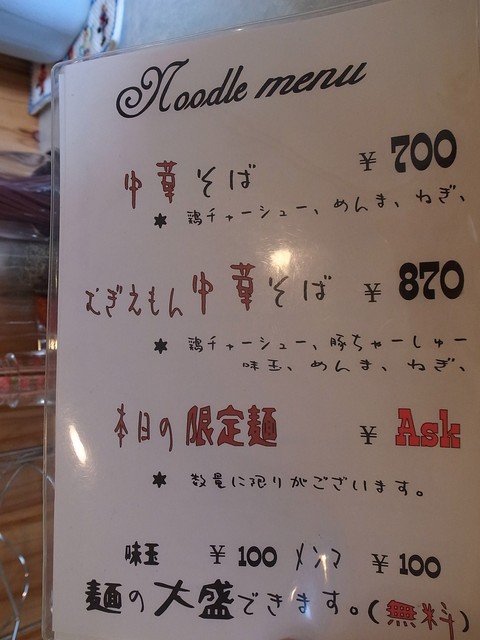 Noodle menu
中華そば ￥700
★ 鶏チャーシュー、めんま、ねぎ、
むぎえもん中華そば ￥870
★ 鶏チャーシュー、豚ちゃーしゅー
味玉、めんま、ねぎ、
本日の限定麺 ￥Ask
★ 数量に限りがございます。
味玉 ￥100 メンマ ￥100
麺の大盛できます。(無料)